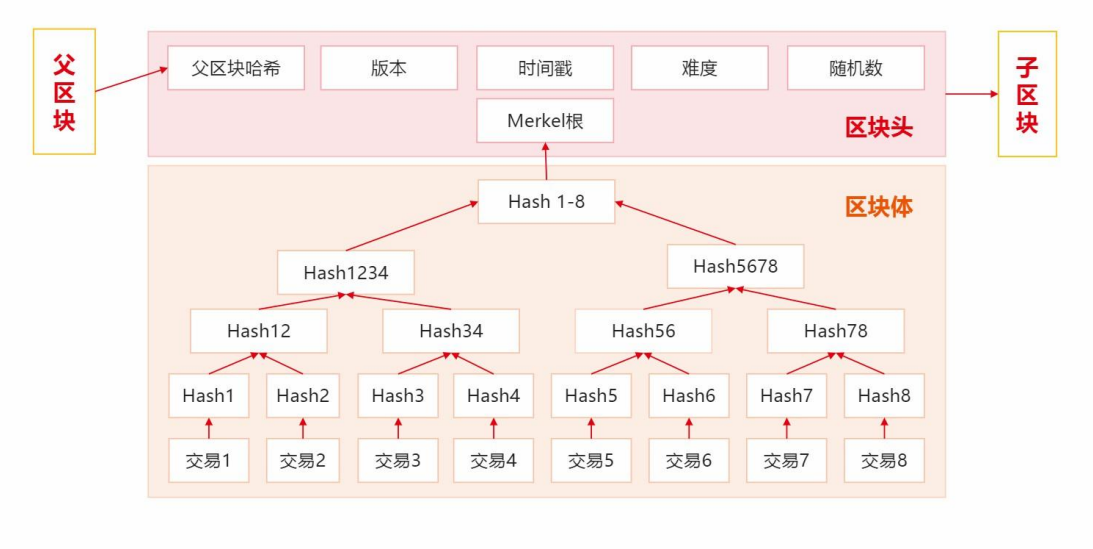 父区块
父区块哈希
版本
时间戳
难度
随机数
Merkel根
区块头
子区块
Hash 1-8
区块体
Hash1234
Hash5678
Hash12
Hash34
Hash56
Hash78
Hash1
Hash2
Hash3
Hash4
Hash5
Hash6
Hash7
Hash8
交易1
交易2
交易3
交易4
交易5
交易6
交易7
交易8